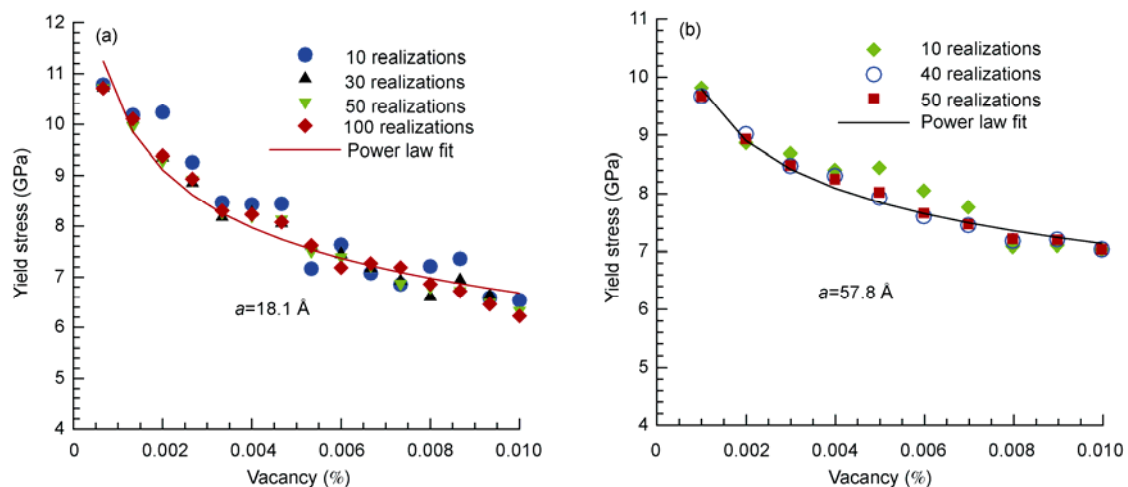 (a)
10 realizations
30 realizations
50 realizations
100 realizations
Power law fit
a=18.1 Å
Yield stress (GPa)
12
11
10
9
8
7
6
5
4
0
0.002
0.004
0.006
0.008
0.010
Vacancy (%)
(b)
10 realizations
40 realizations
50 realizations
Power law fit
a=57.8 Å
Yield stress (GPa)
11
10
9
8
7
6
5
4
0
0.002
0.004
0.006
0.008
0.010
Vacancy (%)